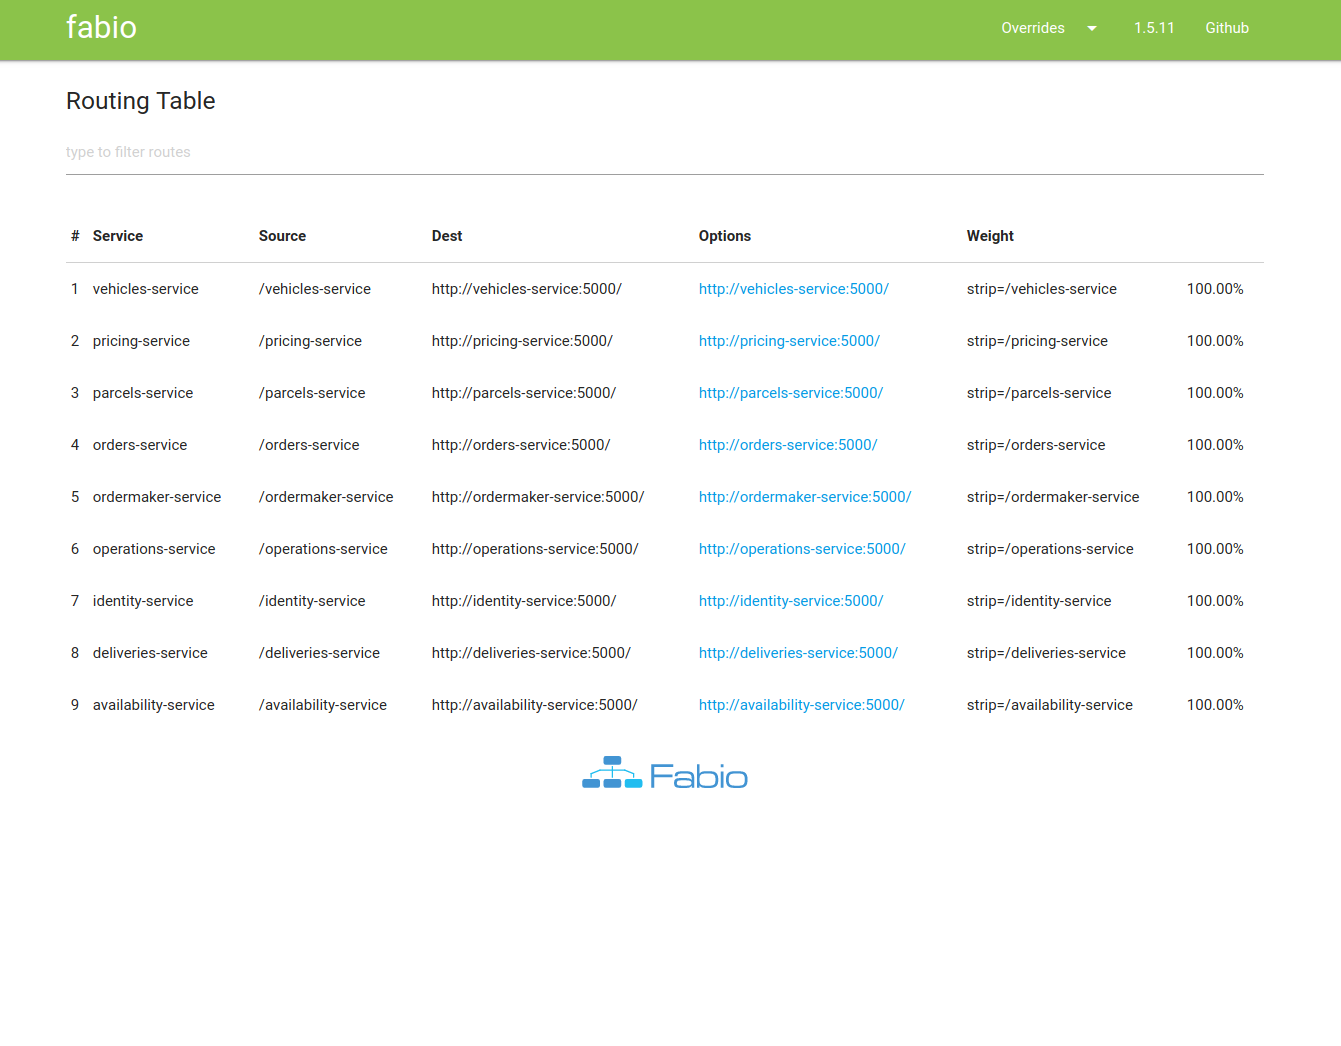 fabio Overrides 1.5.11 Github
Routing Table
type to filter routes
# Service Source Dest Options Weight
1 vehicles-service /vehicles-service http://vehicles-service:5000/ http://vehicles-service:5000/ strip=/vehicles-service 100.00%
2 pricing-service /pricing-service http://pricing-service:5000/ http://pricing-service:5000/ strip=/pricing-service 100.00%
3 parcels-service /parcels-service http://parcels-service:5000/ http://parcels-service:5000/ strip=/parcels-service 100.00%
4 orders-service /orders-service http://orders-service:5000/ http://orders-service:5000/ strip=/orders-service 100.00%
5 ordermaker-service /ordermaker-service http://ordermaker-service:5000/ http://ordermaker-service:5000/ strip=/ordermaker-service 100.00%
6 operations-service /operations-service http://operations-service:5000/ http://operations-service:5000/ strip=/operations-service 100.00%
7 identity-service /identity-service http://identity-service:5000/ http://identity-service:5000/ strip=/identity-service 100.00%
8 deliveries-service /deliveries-service http://deliveries-service:5000/ http://deliveries-service:5000/ strip=/deliveries-service 100.00%
9 availability-service /availability-service http://availability-service:5000/ http://availability-service:5000/ strip=/availability-service 100.00%
Fabio